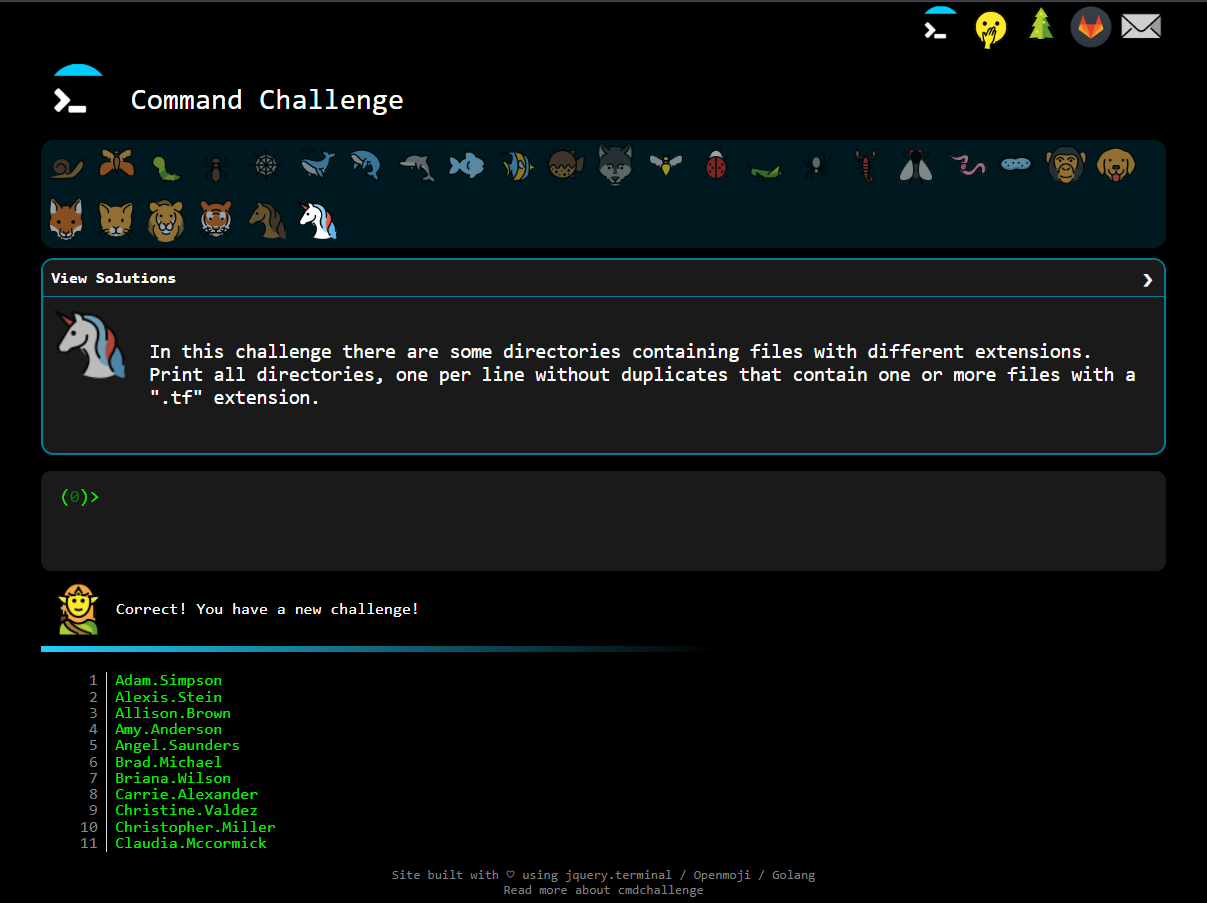 Command Challenge
View Solutions
In this challenge there are some directories containing files with different extensions.
Print all directories, one per line without duplicates that contain one or more files with a
".tf" extension.
(0)>
Correct! You have a new challenge!
1 Adam.Simpson
2 Alexis.Stein
3 Allison.Brown
4 Amy.Anderson
5 Angel.Saunders
6 Brad.Michael
7 Briana.Wilson
8 Carrie.Alexander
9 Christine.Valdez
10 Christopher.Miller
11 Claudia.Mccormick
Site built with ♡ using jquery.terminal / Openmoji / Golang
Read more about cmdchallenge